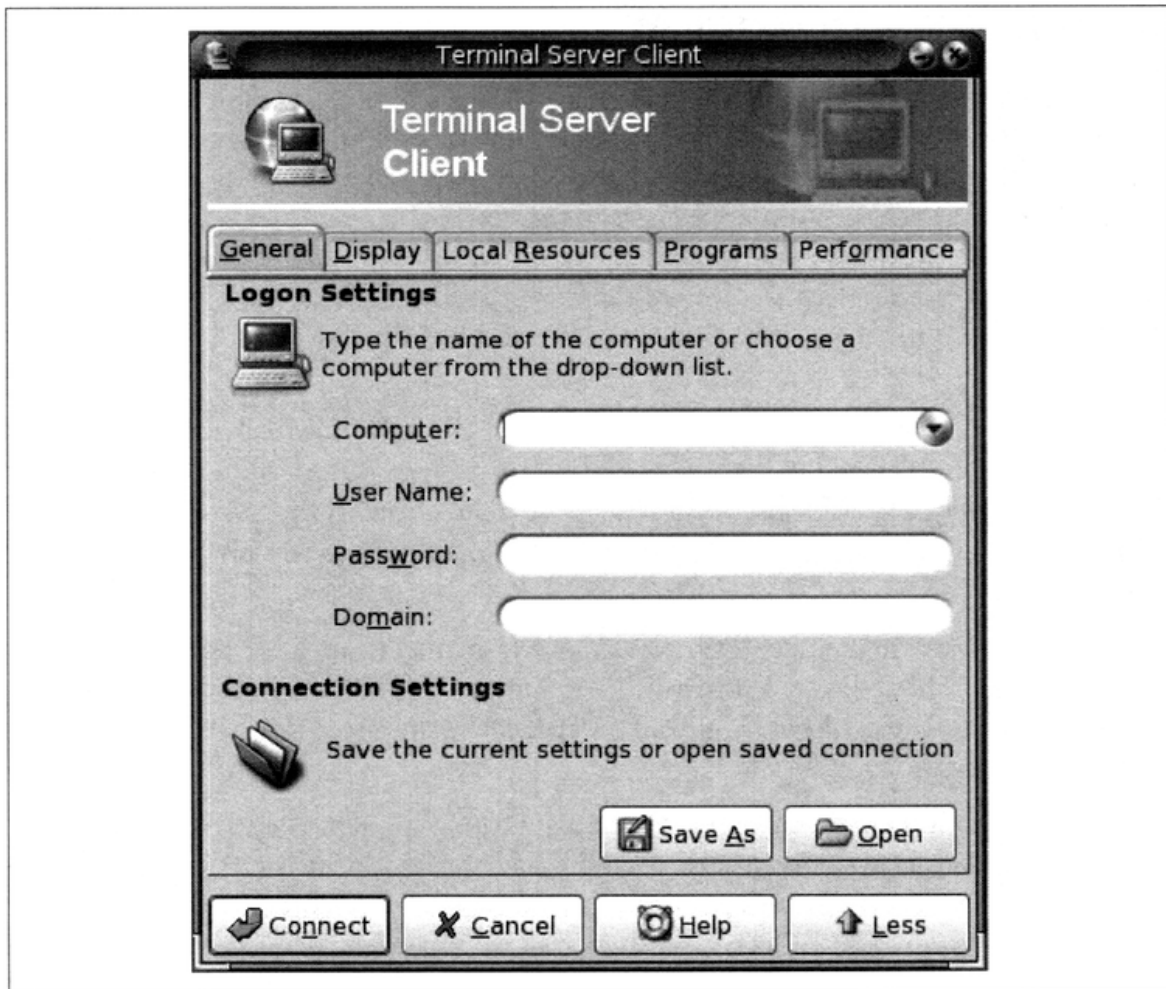 Terminal Server Client
Terminal Server
Client
General Display Local Resources Programs Performance
Logon Settings
Type the name of the computer or choose a
computer from the drop-down list.
Computer:
User Name:
Password:
Domain:
Connection Settings
Save the current settings or open saved connection
Save As Open
Connect Cancel Help Less